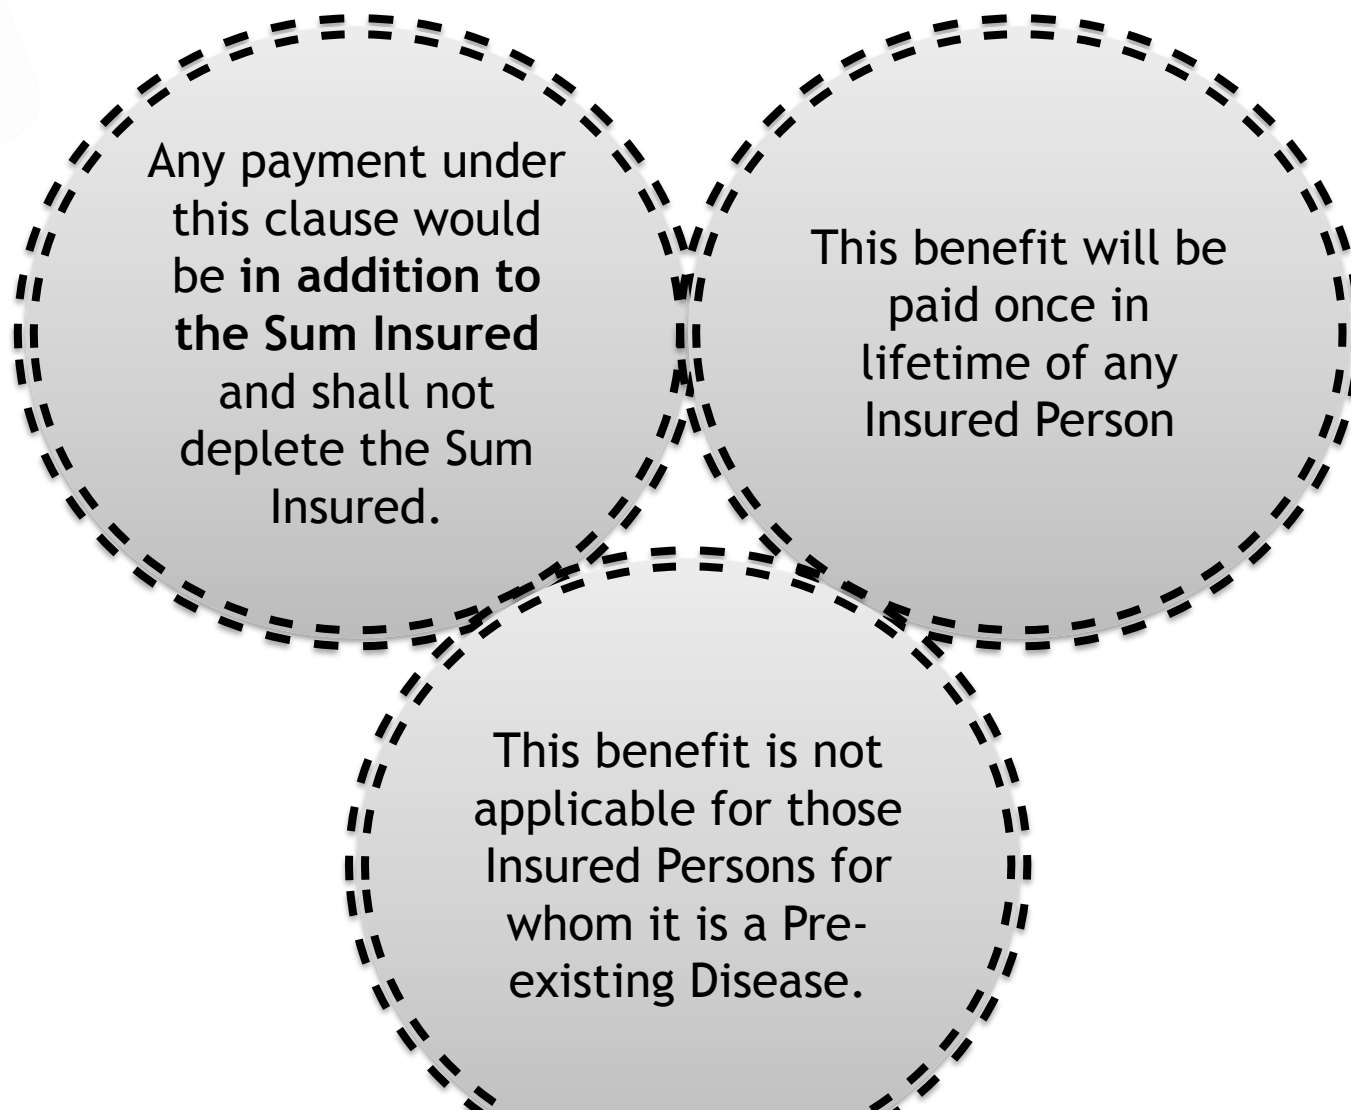 Any payment under
this clause would
be in addition to
the Sum Insured
and shall not
deplete the Sum
Insured.
This benefit will be
paid once in
lifetime of any
Insured Person
This benefit is not
applicable for those
Insured Persons for
whom it is a Pre-
existing Disease.